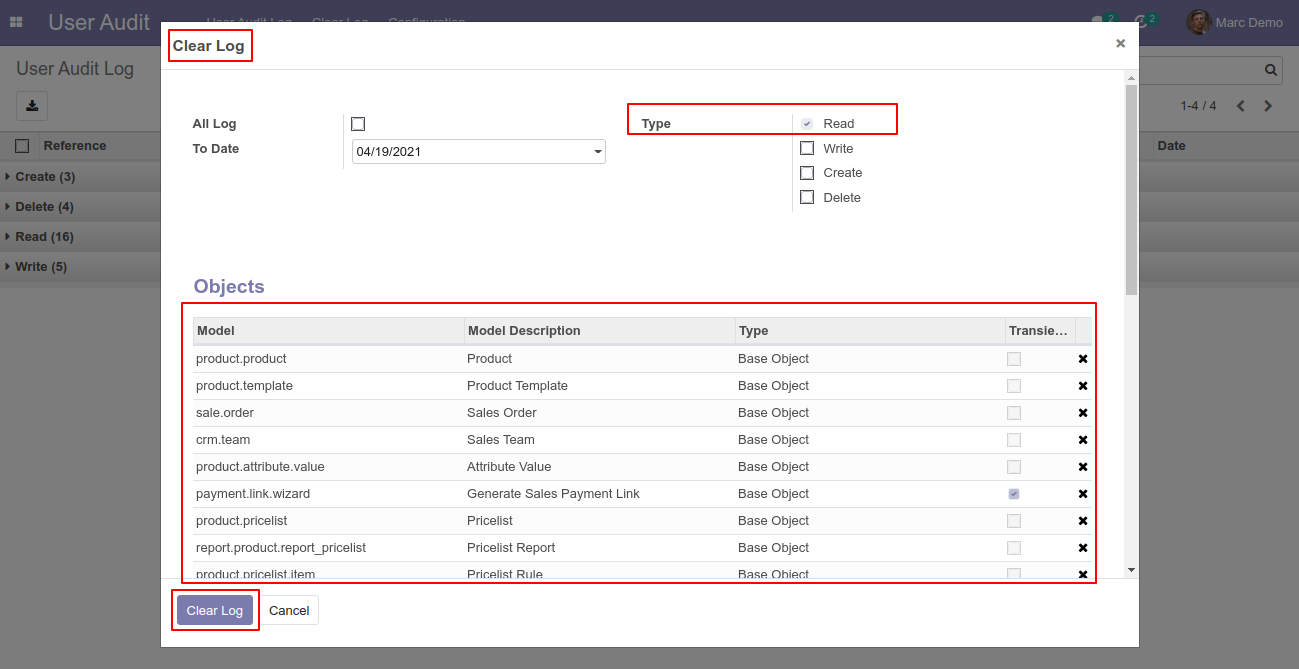 User Audit
User Audit Log Clear Log Configuration
2 2 Marc Demo
Clear Log ×
User Audit Log
1-4 / 4
All Log
Type Read
To Date 04/19/2021
Write
Create
Delete
Reference Date
Create (3)
Delete (4)
Read (16)
Write (5)
Objects
Model Model Description Type Transie...
product.product Product Base Object
product.template Product Template Base Object
sale.order Sales Order Base Object
crm.team Sales Team Base Object
product.attribute.value Attribute Value Base Object
payment.link.wizard Generate Sales Payment Link Base Object
product.pricelist Pricelist Base Object
report.product.report_pricelist Pricelist Report Base Object
product.pricelist.item Pricelist Rule Base Object
Clear Log Cancel